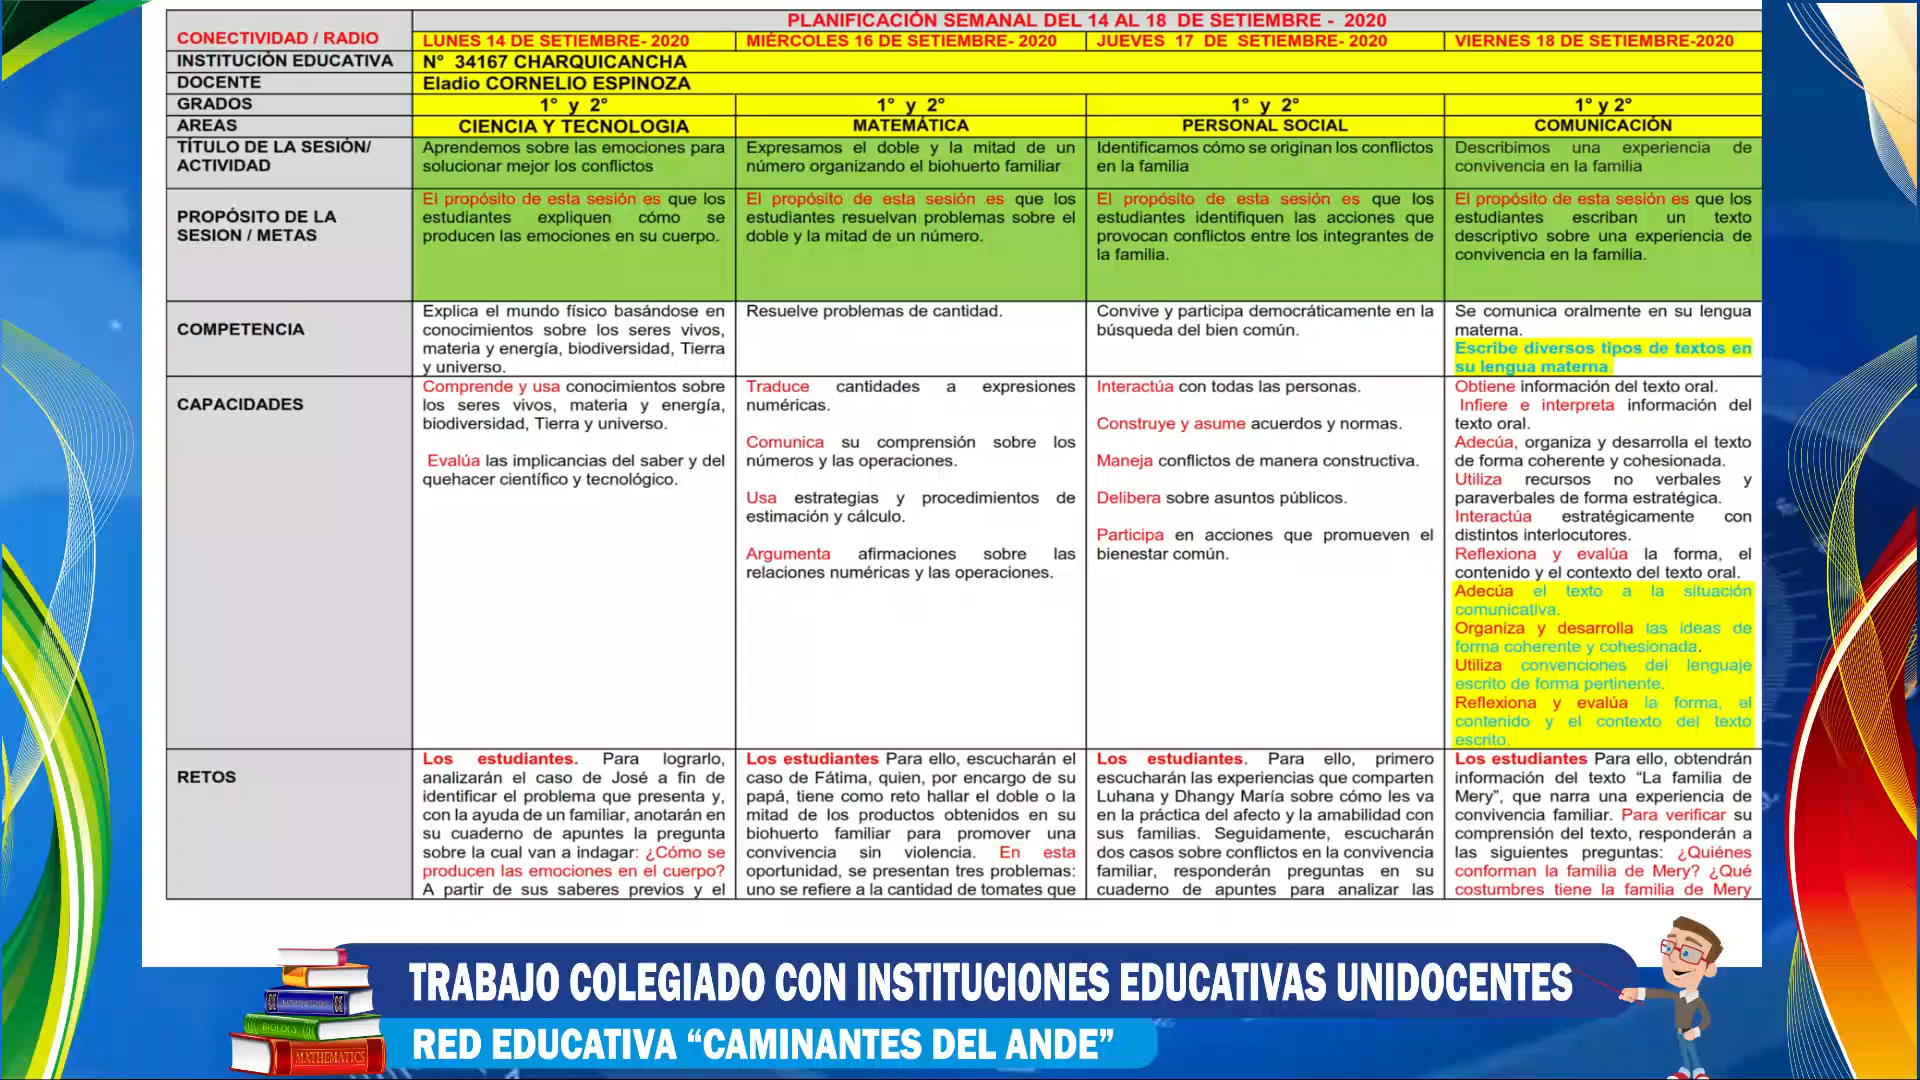 PLANIFICACIÓN SEMANAL DEL 14 AL 18 DE SETIEMBRE - 2020
CONECTIVIDAD / RADIO
LUNES 14 DE SETIEMBRE- 2020
MIÉRCOLES 16 DE SETIEMBRE- 2020
JUEVES 17 DE SETIEMBRE- 2020
VIERNES 18 DE SETIEMBRE-2020
INSTITUCIÓN EDUCATIVA
N° 34167 CHARQUICANCHA
DOCENTE
Eladio CORNELIO ESPINOZA
GRADOS
1° y 2°
1° y 2°
1° y 2°
1° y 2°
AREAS
CIENCIA Y TECNOLOGIA
MATEMÁTICA
PERSONAL SOCIAL
COMUNICACIÓN
TÍTULO DE LA SESIÓN/
ACTIVIDAD
Aprendemos sobre las emociones para
solucionar mejor los conflictos
Expresamos el doble y la mitad de un
número organizando el biohuerto familiar
Identificamos cómo se originan los conflictos
en la familia
Describimos una experiencia de
convivencia en la familia
PROPÓSITO DE LA
SESION / METAS
El propósito de esta sesión es que los
estudiantes expliquen cómo se
producen las emociones en su cuerpo.
El propósito de esta sesión es que los
estudiantes resuelvan problemas sobre el
doble y la mitad de un número.
El propósito de esta sesión es que los
estudiantes identifiquen las acciones que
provocan conflictos entre los integrantes de
la familia.
El propósito de esta sesión es que los
estudiantes escriban un texto
descriptivo sobre una experiencia de
convivencia en la familia.
COMPETENCIA
Explica el mundo físico basándose en
conocimientos sobre los seres vivos,
materia y energía, biodiversidad, Tierra
y universo.
Resuelve problemas de cantidad.
Convive y participa democráticamente en la
búsqueda del bien común.
Se comunica oralmente en su lengua
materna.
Escribe diversos tipos de textos en
su lengua materna.
CAPACIDADES
Comprende y usa conocimientos sobre
los seres vivos, materia y energía,
biodiversidad, Tierra y universo.
Evalúa las implicancias del saber y del
quehacer científico y tecnológico.
Traduce cantidades a expresiones
numéricas.
Comunica su comprensión sobre los
números y las operaciones.
Usa estrategias y procedimientos de
estimación y cálculo.
Argumenta afirmaciones sobre las
relaciones numéricas y las operaciones.
Interactúa con todas las personas.
Construye y asume acuerdos y normas.
Maneja conflictos de manera constructiva.
Delibera sobre asuntos públicos.
Participa en acciones que promueven el
bienestar común.
Obtiene información del texto oral.
Infiere e interpreta información del
texto oral.
Adecúa, organiza y desarrolla el texto
de forma coherente y cohesionada.
Utiliza recursos no verbales y
paraverbales de forma estratégica.
Interactúa estratégicamente con
distintos interlocutores.
Reflexiona y evalúa la forma, el
contenido y el contexto del texto oral.
Adecúa el texto a la situación
comunicativa.
Organiza y desarrolla las ideas de
forma coherente y cohesionada.
Utiliza convenciones del lenguaje
escrito de forma pertinente.
Reflexiona y evalúa la forma, el
contenido y el contexto del texto
escrito.
RETOS
Los estudiantes. Para lograrlo,
analizarán el caso de José a fin de
identificar el problema que presenta y,
con la ayuda de un familiar, anotarán en
su cuaderno de apuntes la pregunta
sobre la cual van a indagar: ¿Cómo se
producen las emociones en el cuerpo?
A partir de sus saberes previos y el
Los estudiantes Para ello, escucharán el
caso de Fátima, quien, por encargo de su
papá, tiene como reto hallar el doble o la
mitad de los productos obtenidos en su
biohuerto familiar para promover una
convivencia sin violencia. En esta
oportunidad, se presentan tres problemas:
uno se refiere a la cantidad de tomates que
Los estudiantes. Para ello, primero
escucharán las experiencias que comparten
Luhana y Dhangy María sobre cómo les va
en la práctica del afecto y la amabilidad con
sus familias. Seguidamente, escucharán
dos casos sobre conflictos en la convivencia
familiar, responderán preguntas en su
cuaderno de apuntes para analizar las
Los estudiantes Para ello, obtendrán
información del texto “La familia de
Mery”, que narra una experiencia de
convivencia familiar. Para verificar su
comprensión del texto, responderán a
las siguientes preguntas: ¿Quiénes
conforman la familia de Mery? ¿Qué
costumbres tiene la familia de Mery
TRABAJO COLEGIADO CON INSTITUCIONES EDUCATIVAS UNIDOCENTES
RED EDUCATIVA “CAMINANTES DEL ANDE”
BIOLOGY
MATHEMATICS